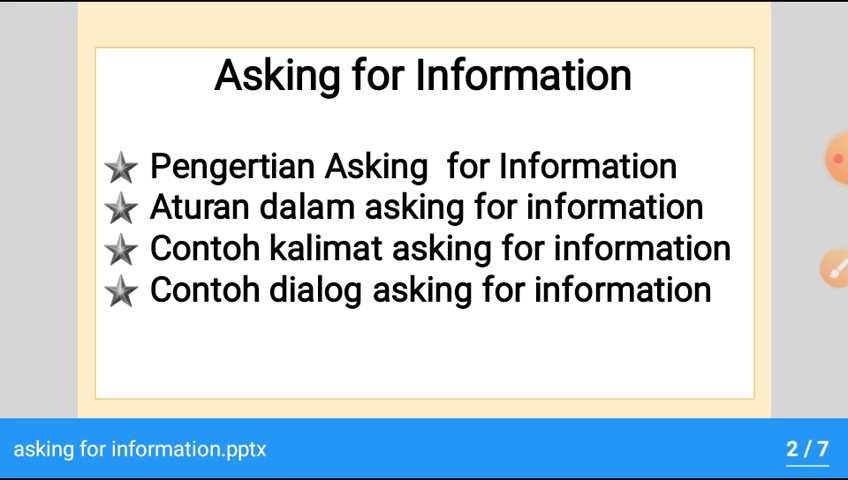 Asking for Information
Pengertian Asking for Information
Aturan dalam asking for information
Contoh kalimat asking for information
Contoh dialog asking for information
asking for information.pptx
2 / 7